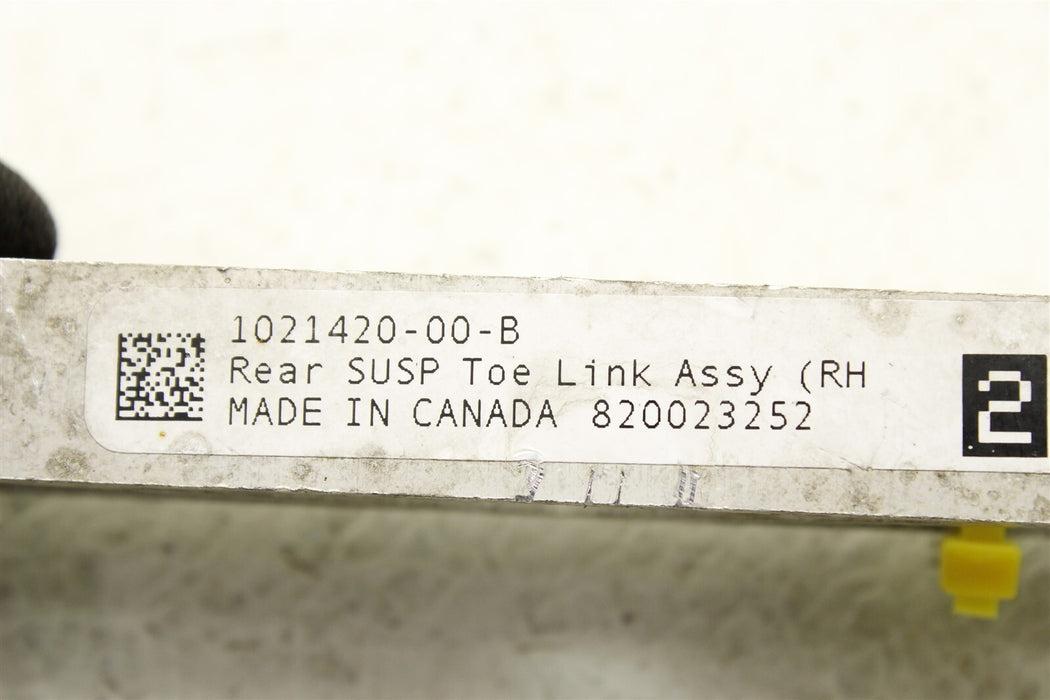 1021420-00-B
Rear SUSP Toe Link Assy (RH
MADE IN CANADA 820023252
2